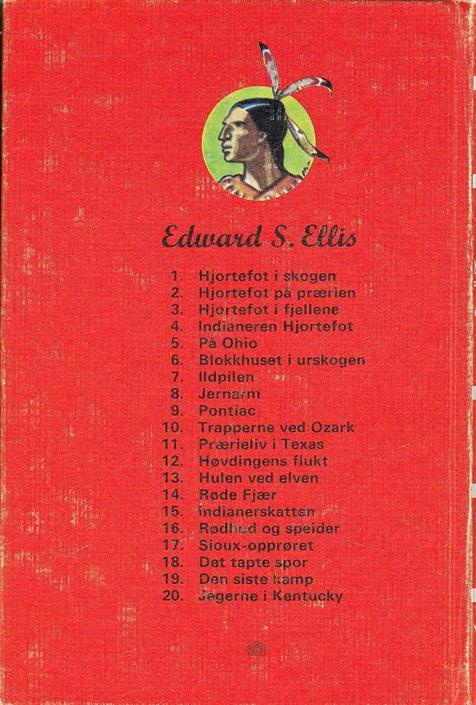 Edward S. Ellis
1. Hjortefot i skogen
2. Hjortefot på prærien
3. Hjortefot i fjellene
4. Indianeren Hjortefot
5. På Ohio
6. Blokkhuset i urskogen
7. Ildpilen
8. Jernarm
9. Pontiac
10. Trapperne ved Ozark
11. Prærieliv i Texas
12. Høvdingens flukt
13. Hulen ved elven
14. Røde Fjær
15. Indianerskatten
16. Rødhud og speider
17. Sioux-opprøret
18. Det tapte spor
19. Den siste kamp
20. Jegerne i Kentucky